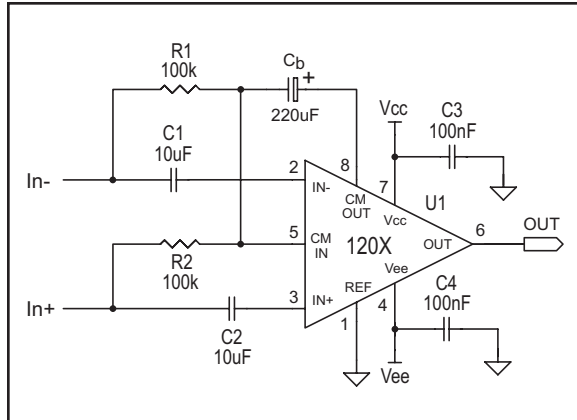 R1
100k
Cb
+
220uF
Vcc
C3
100nF
C1
10uF
In-
2
IN-
8
CM
OUT
7
Vcc
U1
5
CM
IN
120X
OUT
6
OUT
R2
100k
Vee
REF
In+
3
IN+
1
4
C4
100nF
C2
10uF
Vee